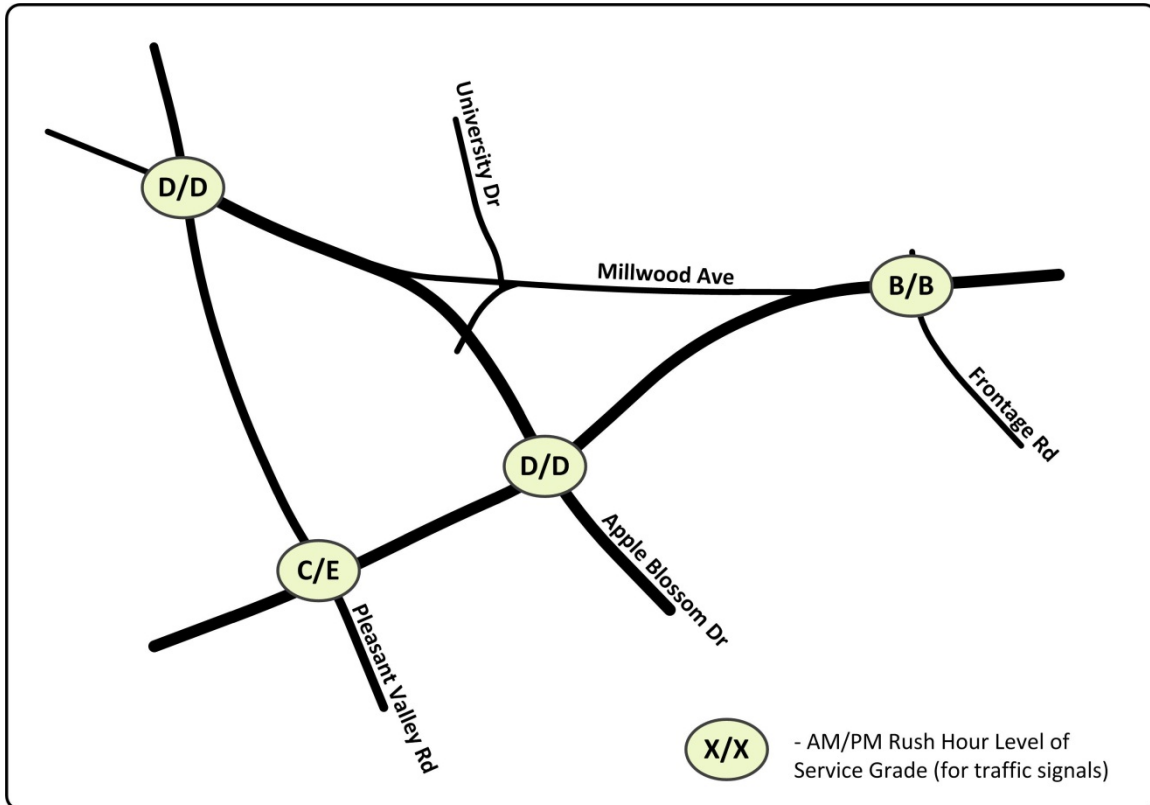 University Dr
D/D
Millwood Ave
B/B
Frontage Rd
D/D
Apple Blossom Dr
C/E
Pleasant Valley Rd
X/X
- AM/PM Rush Hour Level of
Service Grade (for traffic signals)